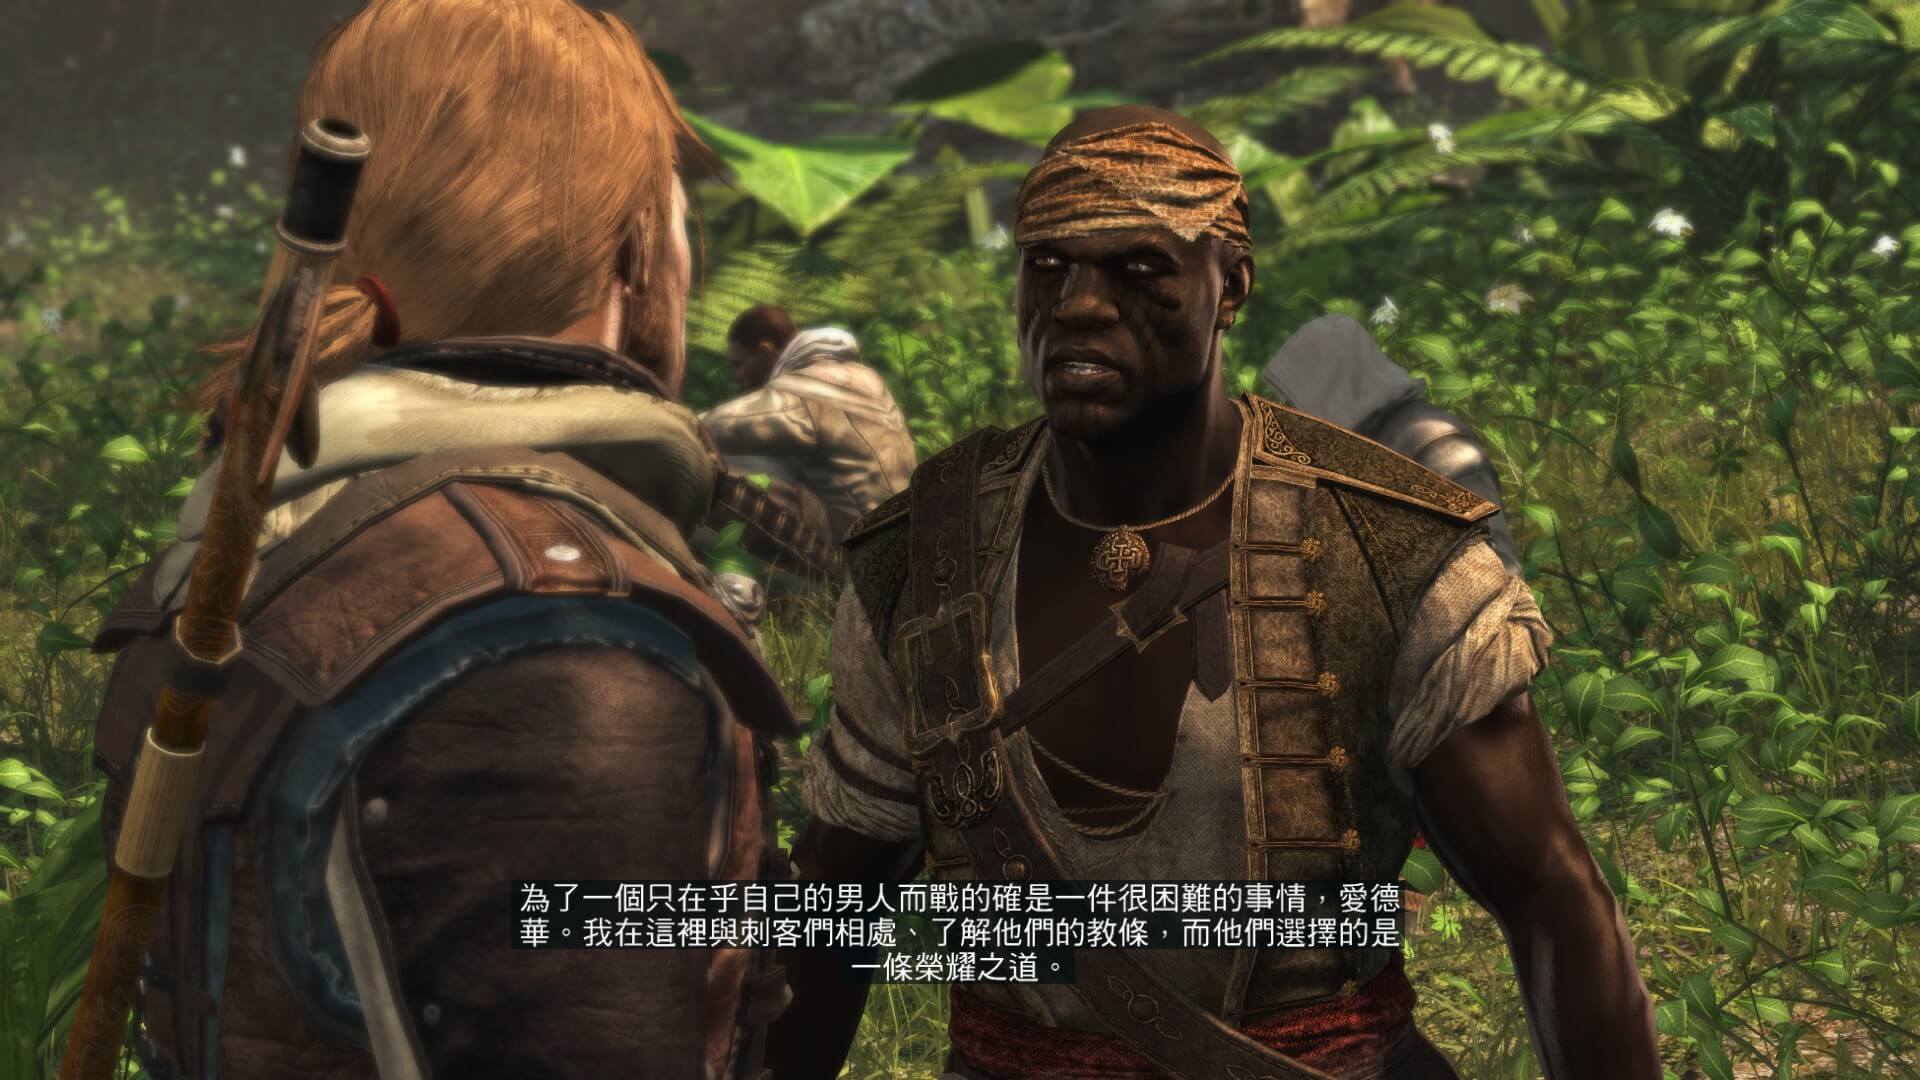 為了一個只在乎自己的男人而戰的確是一件很困難的事情，愛德
華。我在這裡與刺客們相處、了解他們的教條，而他們選擇的是
一條榮耀之道。